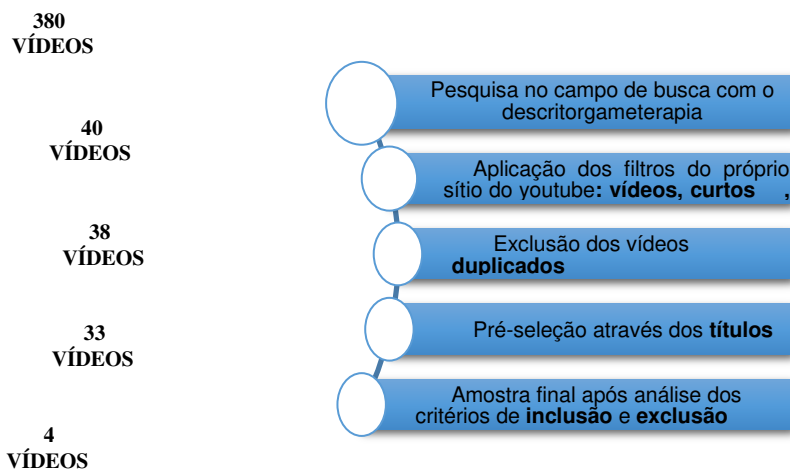 380
VÍDEOS
Pesquisa no campo de busca com o
descritorgameterapia
40
VÍDEOS
Aplicação dos filtros do próprio
sítio do youtube: vídeos, curtos ,
38
VÍDEOS
Exclusão dos vídeos
duplicados
33
VÍDEOS
Pré-seleção através dos títulos
4
VÍDEOS
Amostra final após análise dos
critérios de inclusão e exclusão